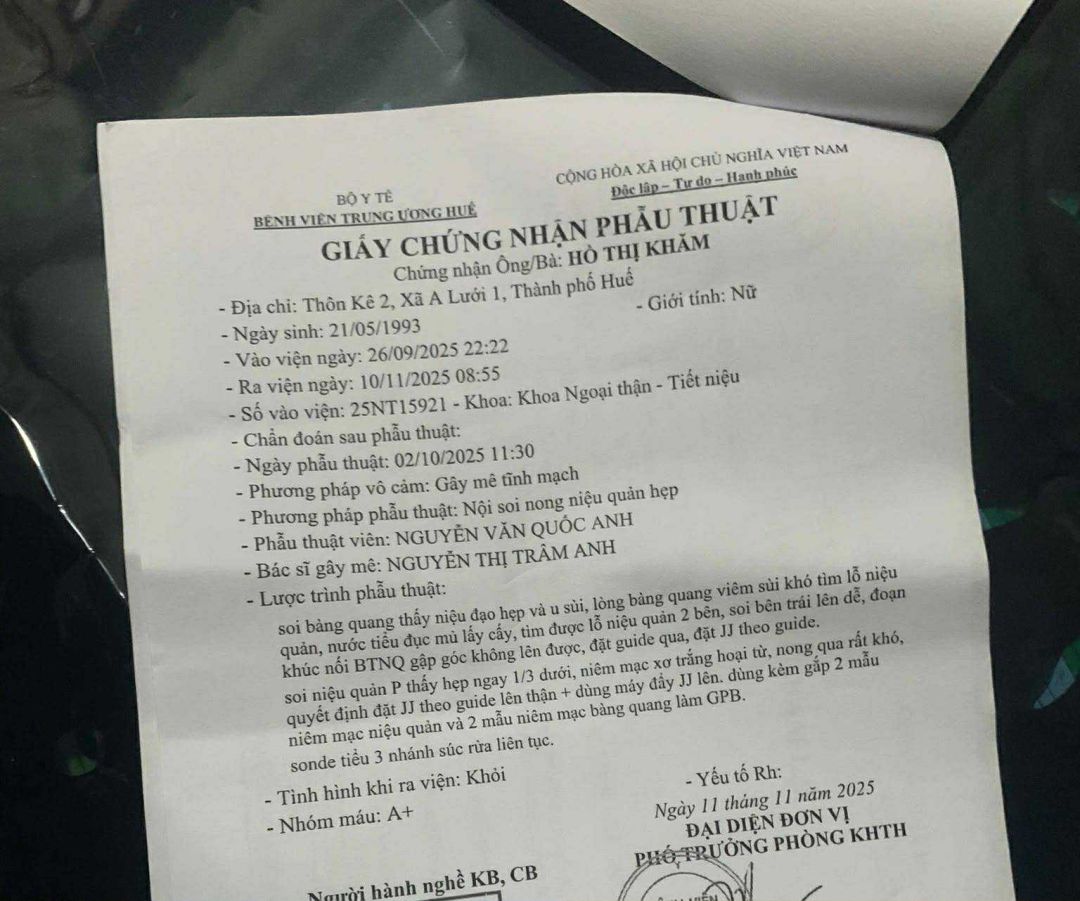 BỘ Y TẾ
BỆNH VIỆN TRUNG ƯƠNG HUẾ
CỘNG HÒA XÃ HỘI CHỦ NGHĨA VIỆT NAM
Độc lập – Tự do – Hanh phúc
GIẤY CHỨNG NHẬN PHẪU THUẬT
Chứng nhận Ông/Bà: HỒ THỊ KHĂM
- Địa chỉ: Thôn Kê 2, Xã A Lưới 1, Thành phố Huế
- Ngày sinh: 21/05/1993 - Giới tính: Nữ
- Vào viện ngày: 26/09/2025 22:22
- Ra viện ngày: 10/11/2025 08:55
- Số vào viện: 25NT15921 - Khoa: Khoa Ngoại thận - Tiết niệu
- Chẩn đoán sau phẫu thuật:
- Ngày phẫu thuật: 02/10/2025 11:30
- Phương pháp vô cảm: Gây mê tĩnh mạch
- Phương pháp phẫu thuật: Nội soi nong niệu quản hẹp
- Phẫu thuật viên: NGUYỄN VĂN QUỐC ANH
- Bác sĩ gây mê: NGUYỄN THỊ TRÂM ANH
- Lược trình phẫu thuật:
soi bàng quang thấy niệu đạo hẹp và u sùi, lòng bàng quang viêm sùi khó tìm lỗ niệu
quản, nước tiểu đục mủ lấy cấy, tìm được lỗ niệu quản 2 bên, soi bên trái lên dễ, đoạn
khúc nối BTNQ gập góc không lên được, đặt guide qua, đặt JJ theo guide.
soi niệu quản P thấy hẹp ngay 1/3 dưới, niêm mạc xơ trắng hoại tử, nong qua rất khó,
quyết định đặt JJ theo guide lên thận + dùng máy đẩy JJ lên. dùng kèm gắp 2 mẫu
niêm mạc niệu quản và 2 mẫu niêm mạc bàng quang làm GPB.
sonde tiểu 3 nhánh súc rửa liên tục.
- Tình hình khi ra viện: Khỏi
- Nhóm máu: A+ - Yếu tố Rh:
Ngày 11 tháng 11 năm 2025
ĐẠI DIỆN ĐƠN VỊ
PHÓ TRƯỞNG PHÒNG KHTH
Người hành nghề KB, CB